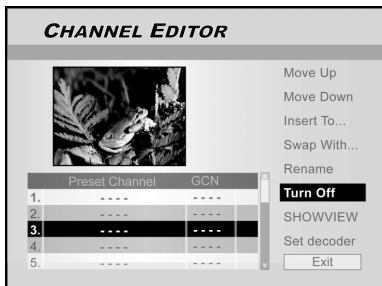 CHANNEL EDITOR
Move Up
Move Down
Insert To...
Swap With...
Rename
Turn Off
SHOWVIEW
Set decoder
Exit
Preset Channel GCN
1. - - - - - - - -
2. - - - - - - - -
3. - - - - - - - -
4. - - - - - - - -
5. - - - - - - - -